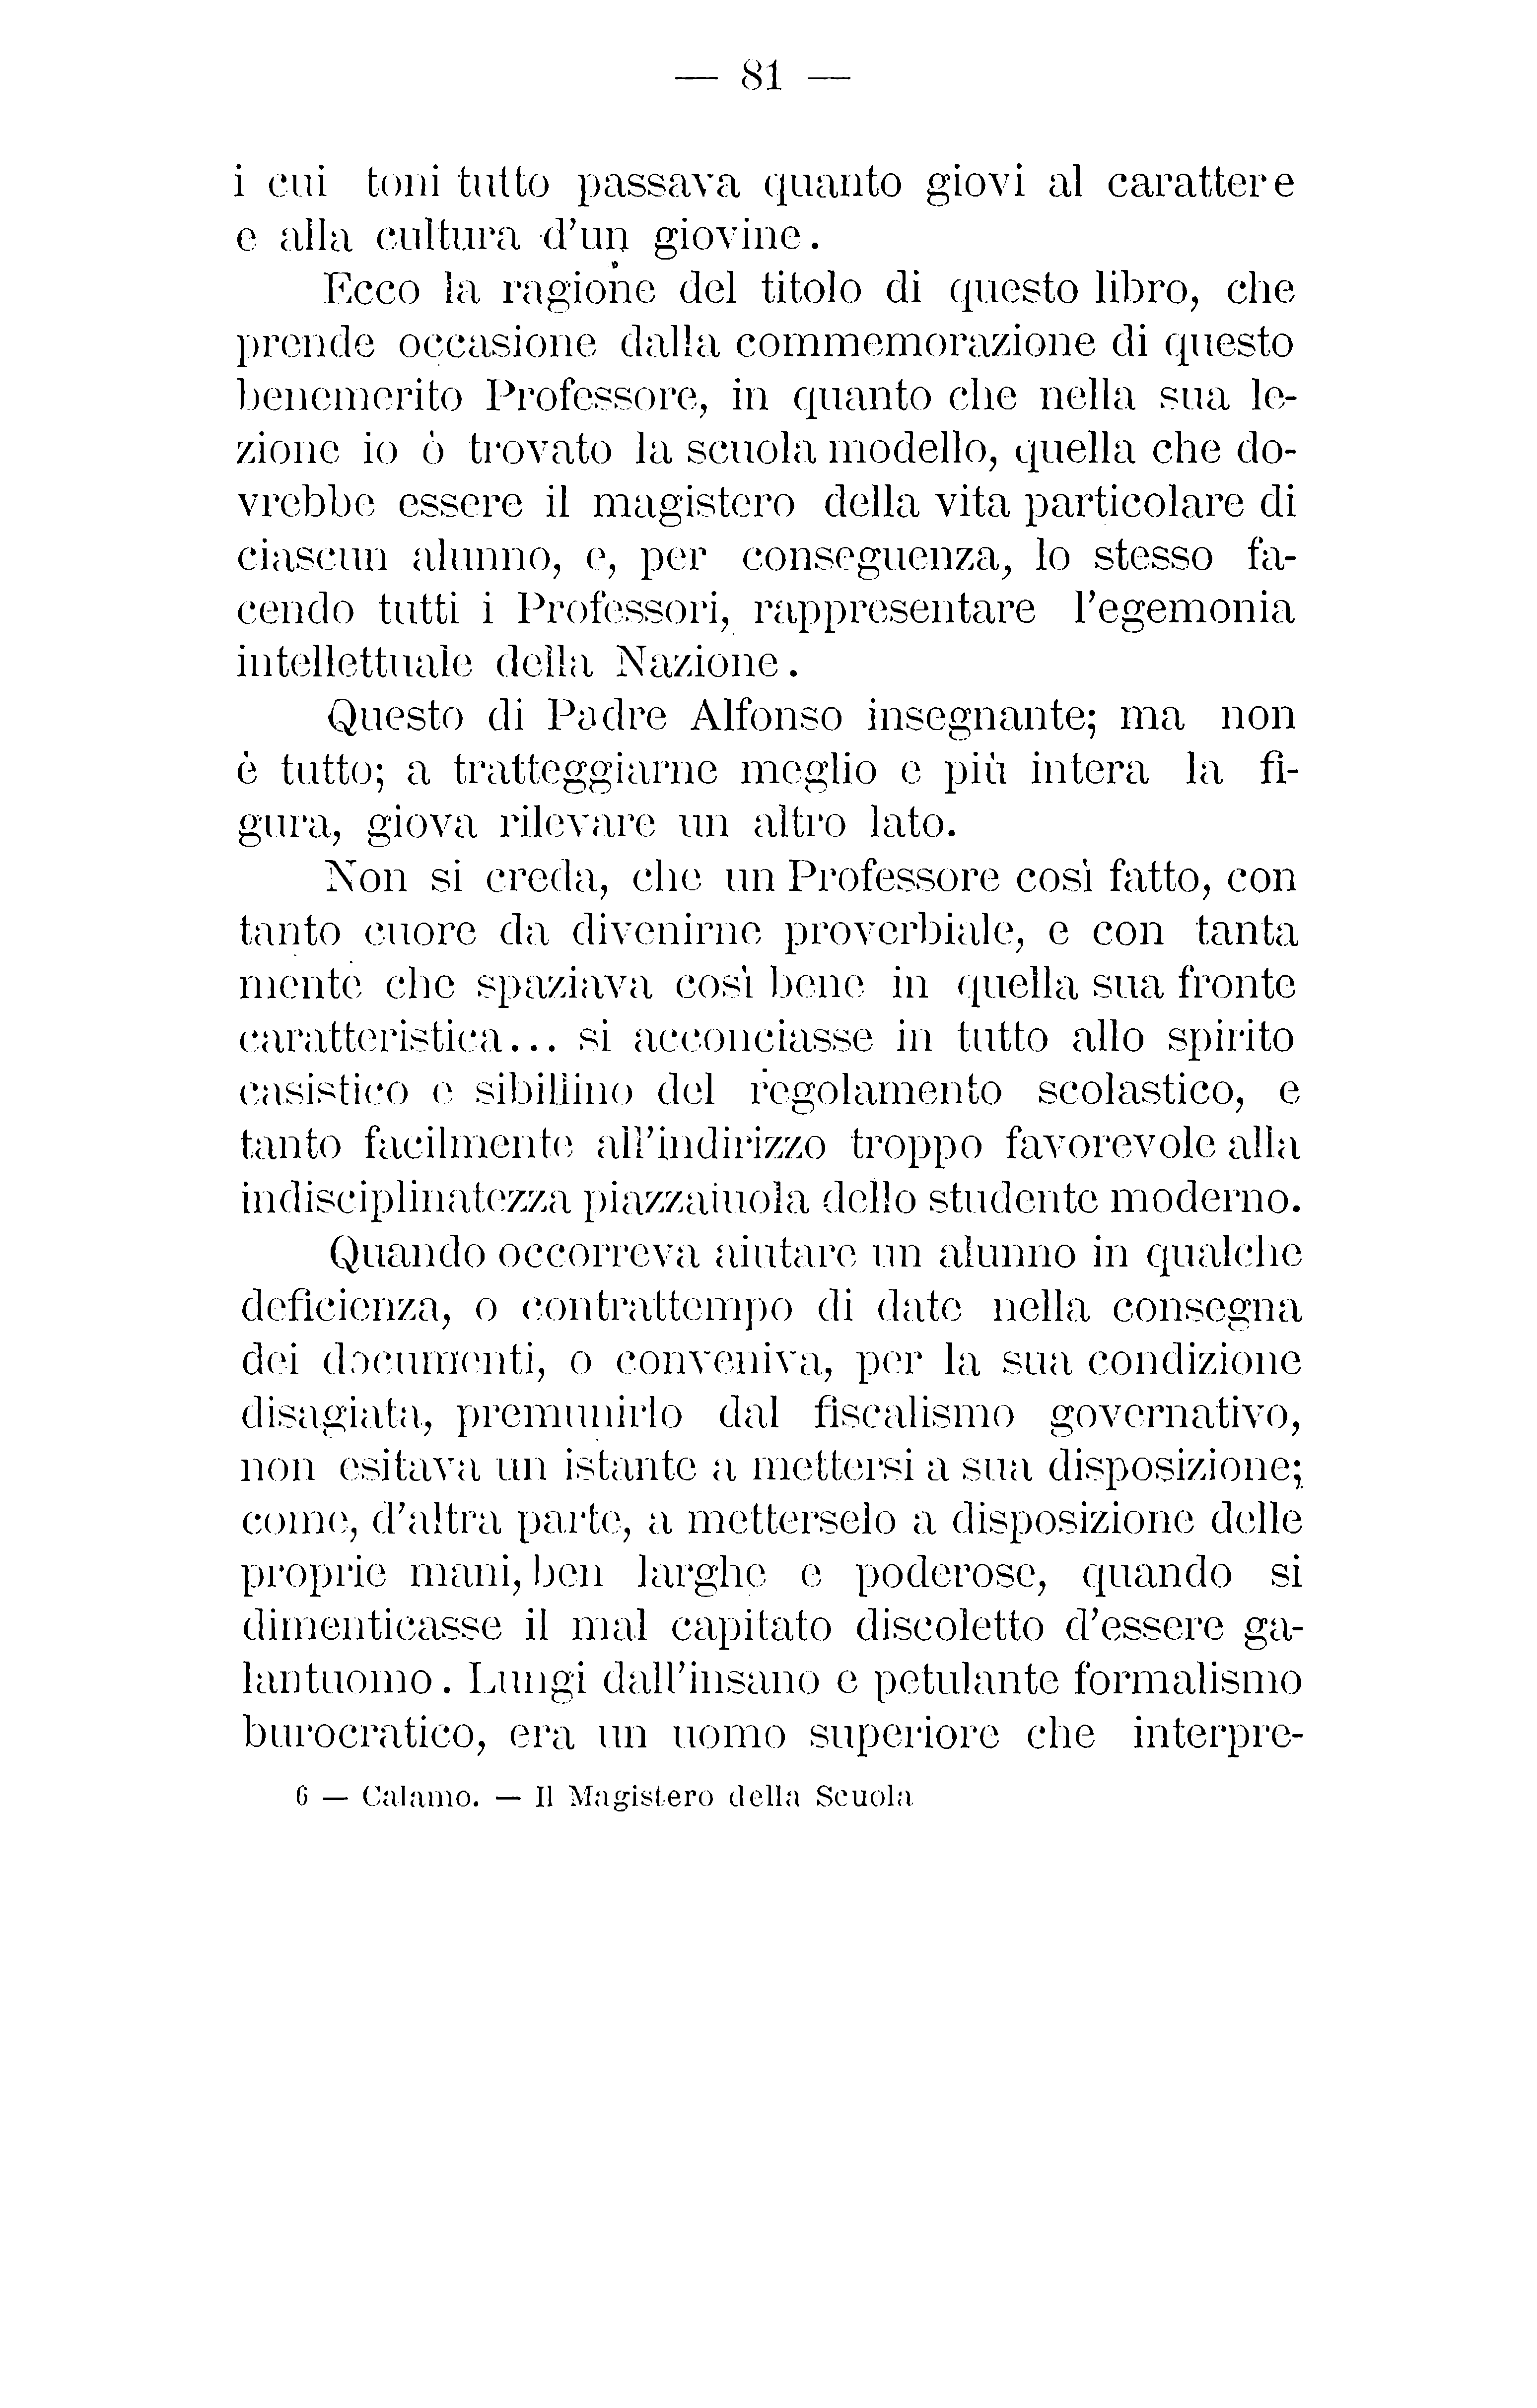 — 81 —
i cui toni tutto passava quanto giovi al carattere
e alla cultura d'un giovine.
Ecco la ragione del titolo di questo libro, che
prende occasione dalla commemorazione di questo
benemerito Professore, in quanto che nella sua le-
zione io ò trovato la scuola modello, quella che do-
vrebbe essere il magistero della vita particolare di
ciascun alunno, e, per conseguenza, lo stesso fa-
cendo tutti i Professori, rappresentare l'egemonia
intellettuale della Nazione.
Questo di Padre Alfonso insegnante; ma non
è tutto; a tratteggiarne meglio e più intera la fi-
gura, giova rilevare un altro lato.
Non si creda, che un Professore così fatto, con
tanto cuore da divenirne proverbiale, e con tanta
mente che spaziava così bene in quella sua fronte
caratteristica... si acconciasse in tutto allo spirito
casistico e sibillino del regolamento scolastico, e
tanto facilmente all'indirizzo troppo favorevole alla
indisciplinatezza piazzaiuola dello studente moderno.
Quando occorreva aiutare un alunno in qualche
deficienza, o contrattempo di date nella consegna
dei documenti, o conveniva, per la sua condizione
disagiata, premunirlo dal fiscalismo governativo,
non esitava un istante a mettersi a sua disposizione;
come, d'altra parte, a metterselo a disposizione delle
proprie mani, ben larghe e poderose, quando si
dimenticasse il mal capitato discoletto d'essere ga-
lantuomo. Lungi dall'insano e petulante formalismo
burocratico, era un uomo superiore che interpre-
6 — Calamo. — Il Magistero della Scuola